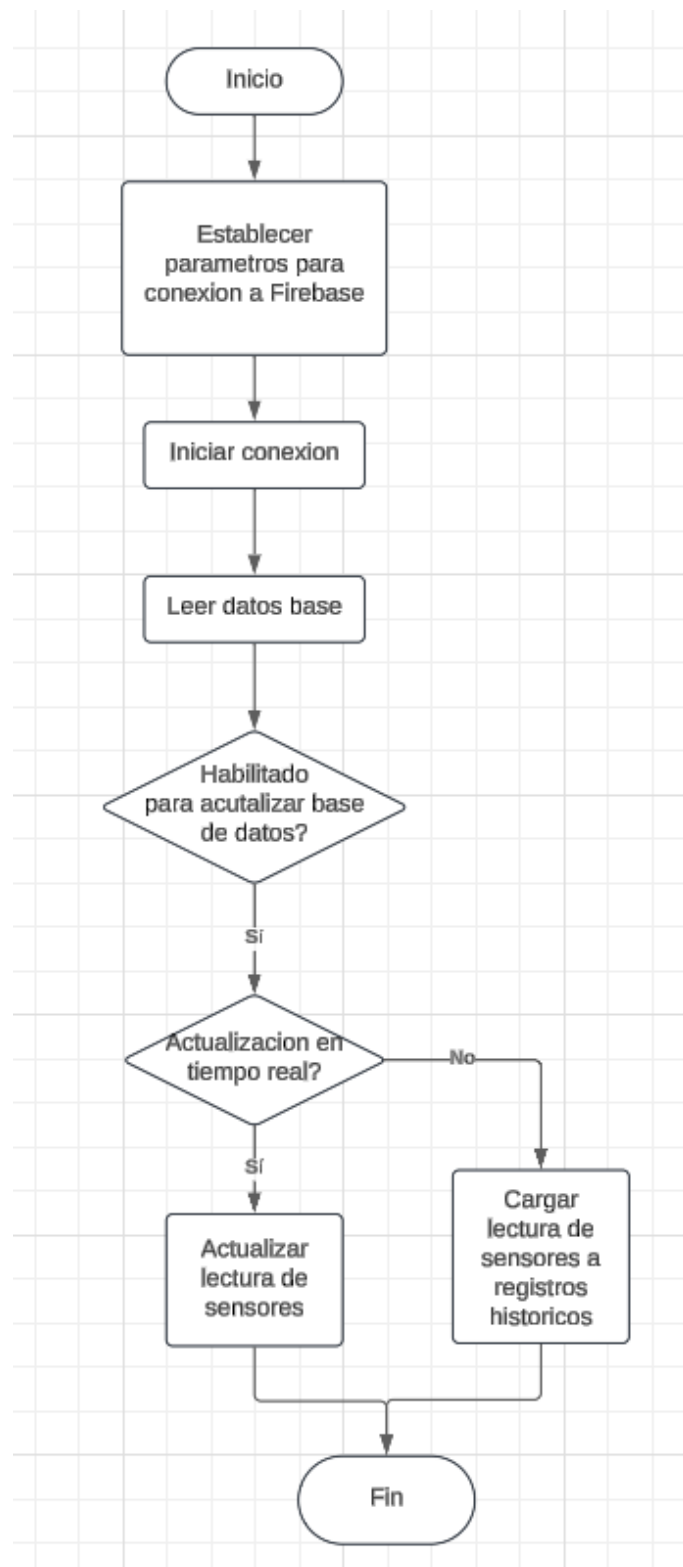 Inicio
Establecer
parametros para
conexion a Firebase
Iniciar conexion
Leer datos base
Habilitado
para acutalizar base
de datos?
Sí
Actualizacion en
tiempo real?
No
Sí
Actualizar
lectura de
sensores
Cargar
lectura de
sensores a
registros
historicos
Fin